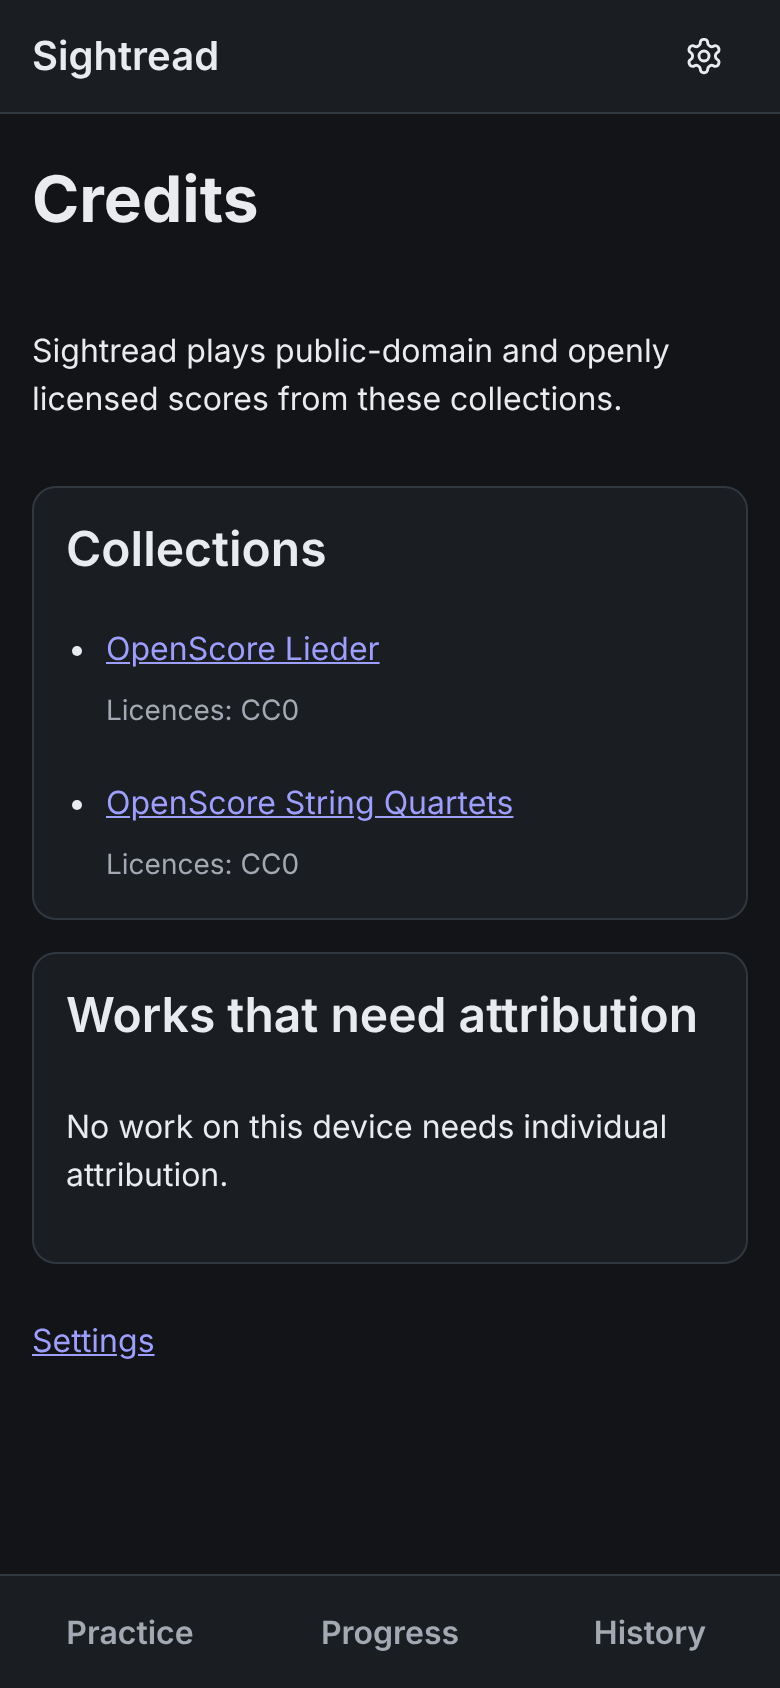 Sightread
Credits
Sightread plays public-domain and openly
licensed scores from these collections.
Collections
• OpenScore Lieder
Licences: CC0
• OpenScore String Quartets
Licences: CC0
Works that need attribution
No work on this device needs individual
attribution.
Settings
Practice Progress History